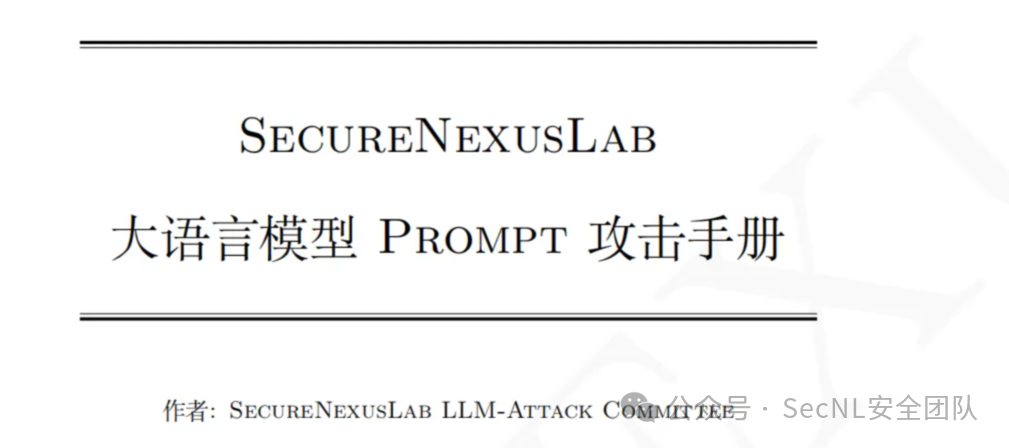 SECURENEXUSLAB
大语言模型 PROMPT 攻击手册
作者: SECURENEXUSLAB LLM-ATTACK COMMITTEE
公众号 · SecNL安全团队